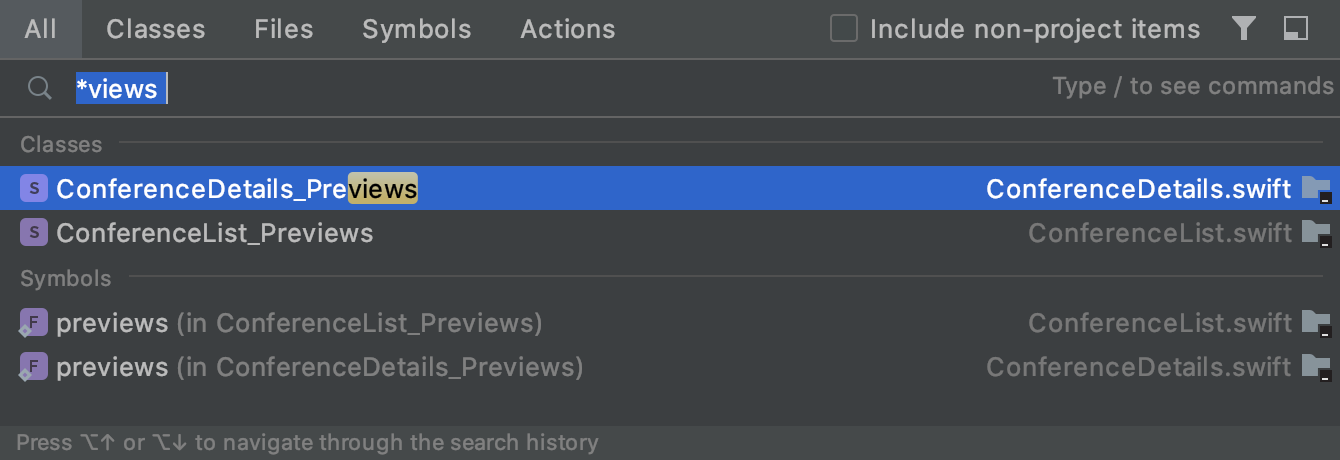 All Classes Files Symbols Actions Include non-project items
*views Type / to see commands
Classes
S ConferenceDetails_Previews ConferenceDetails.swift
S ConferenceList_Previews ConferenceList.swift
Symbols
F previews (in ConferenceList_Previews) ConferenceList.swift
F previews (in ConferenceDetails_Previews) ConferenceDetails.swift
Press ⌥↑ or ⌥↓ to navigate through the search history